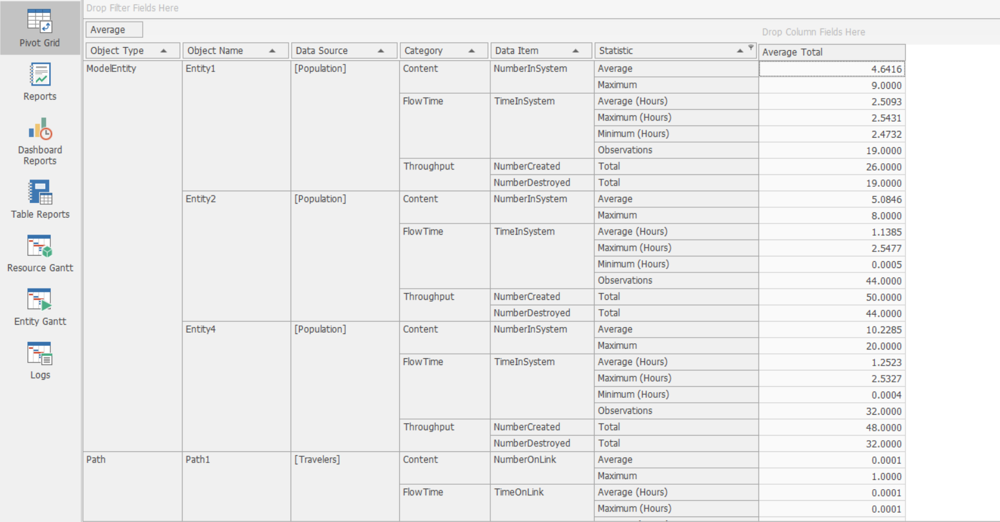 Drop Filter Fields Here
Pivot Grid
Reports
Dashboard
Reports
Table Reports
Resource Gantt
Entity Gantt
Logs
Average
Drop Column Fields Here
Object Type Object Name Data Source Category Data Item Statistic Average Total
ModelEntity Entity1 [Population] Content NumberInSystem Average 4.6416
Maximum 9.0000
FlowTime TimeInSystem Average (Hours) 2.5093
Maximum (Hours) 2.5431
Minimum (Hours) 2.4732
Observations 19.0000
Throughput NumberCreated Total 26.0000
NumberDestroyed Total 19.0000
Entity2 [Population] Content NumberInSystem Average 5.0846
Maximum 8.0000
FlowTime TimeInSystem Average (Hours) 1.1385
Maximum (Hours) 2.5477
Minimum (Hours) 0.0005
Observations 44.0000
Throughput NumberCreated Total 50.0000
NumberDestroyed Total 44.0000
Entity4 [Population] Content NumberInSystem Average 10.2285
Maximum 20.0000
FlowTime TimeInSystem Average (Hours) 1.2523
Maximum (Hours) 2.5327
Minimum (Hours) 0.0004
Observations 32.0000
Throughput NumberCreated Total 48.0000
NumberDestroyed Total 32.0000
Path Path1 [Travelers] Content NumberOnLink Average 0.0001
Maximum 1.0000
FlowTime TimeOnLink Average (Hours) 0.0001
Maximum (Hours) 0.0001